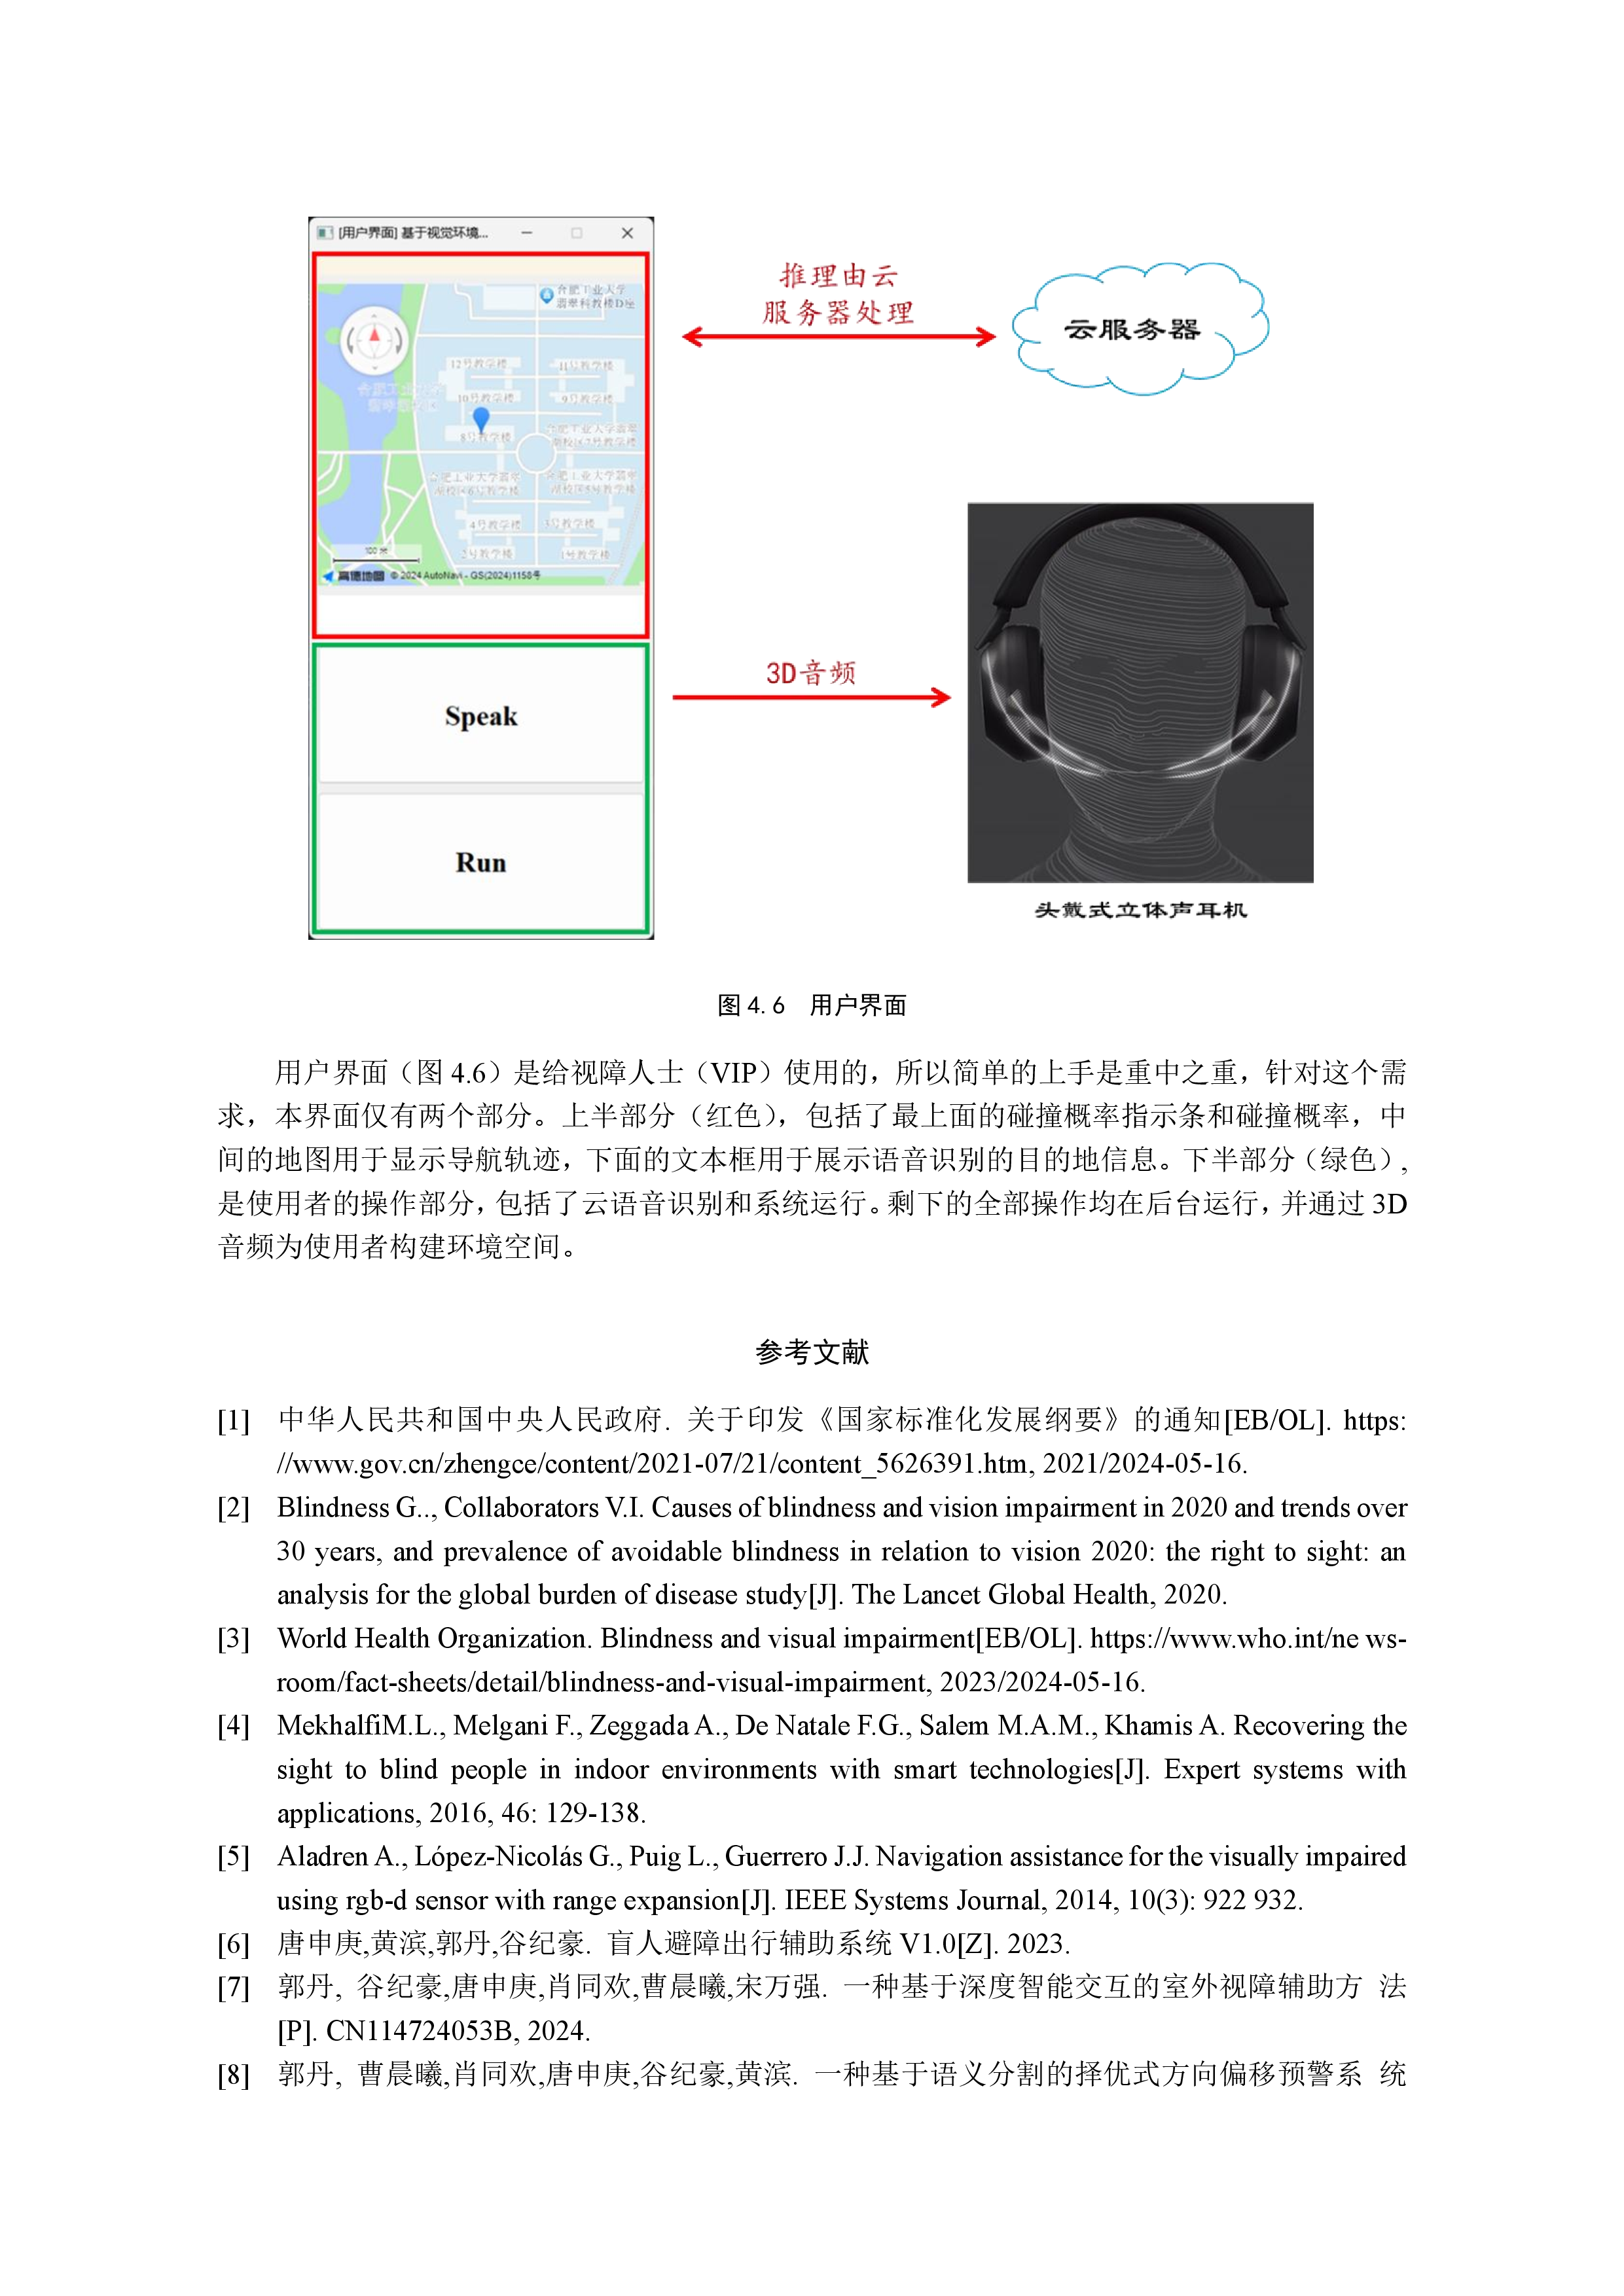 [用户界面] 基于视觉环境...
合肥工业大学
翡翠科教楼D座
12号教学楼
11号教学楼
10号教学楼
9号教学楼
8号教学楼
合肥工业大学翡翠
湖校区7号教学楼
合肥工业大学翡翠
湖校区6号教学楼
合肥工业大学翡翠
湖校区5号教学楼
4号教学楼
3号教学楼
2号教学楼
1号教学楼
100 米
高德地图 © 2024 AutoNavi - GS(2024)1158号
Speak
Run
推理由云
服务器处理
云服务器
3D音频
头戴式立体声耳机
图 4.6 用户界面
用户界面（图 4.6）是给视障人士（VIP）使用的，所以简单的上手是重中之重，针对这个需
求，本界面仅有两个部分。上半部分（红色），包括了最上面的碰撞概率指示条和碰撞概率，中
间的地图用于显示导航轨迹，下面的文本框用于展示语音识别的目的地信息。下半部分（绿色），
是使用者的操作部分，包括了云语音识别和系统运行。剩下的全部操作均在后台运行，并通过 3D
音频为使用者构建环境空间。
参考文献
[1] 中华人民共和国中央人民政府. 关于印发《国家标准化发展纲要》的通知[EB/OL]. https:
//www.gov.cn/zhengce/content/2021-07/21/content_5626391.htm, 2021/2024-05-16.
[2] Blindness G.., Collaborators V.I. Causes of blindness and vision impairment in 2020 and trends over
30 years, and prevalence of avoidable blindness in relation to vision 2020: the right to sight: an
analysis for the global burden of disease study[J]. The Lancet Global Health, 2020.
[3] World Health Organization. Blindness and visual impairment[EB/OL]. https://www.who.int/ne ws-
room/fact-sheets/detail/blindness-and-visual-impairment, 2023/2024-05-16.
[4] MekhalfiM.L., Melgani F., Zeggada A., De Natale F.G., Salem M.A.M., Khamis A. Recovering the
sight to blind people in indoor environments with smart technologies[J]. Expert systems with
applications, 2016, 46: 129-138.
[5] Aladren A., López-Nicolás G., Puig L., Guerrero J.J. Navigation assistance for the visually impaired
using rgb-d sensor with range expansion[J]. IEEE Systems Journal, 2014, 10(3): 922 932.
[6] 唐申庚,黄滨,郭丹,谷纪豪. 盲人避障出行辅助系统 V1.0[Z]. 2023.
[7] 郭丹, 谷纪豪,唐申庚,肖同欢,曹晨曦,宋万强. 一种基于深度智能交互的室外视障辅助方 法
[P]. CN114724053B, 2024.
[8] 郭丹, 曹晨曦,肖同欢,唐申庚,谷纪豪,黄滨. 一种基于语义分割的择优式方向偏移预警系 统